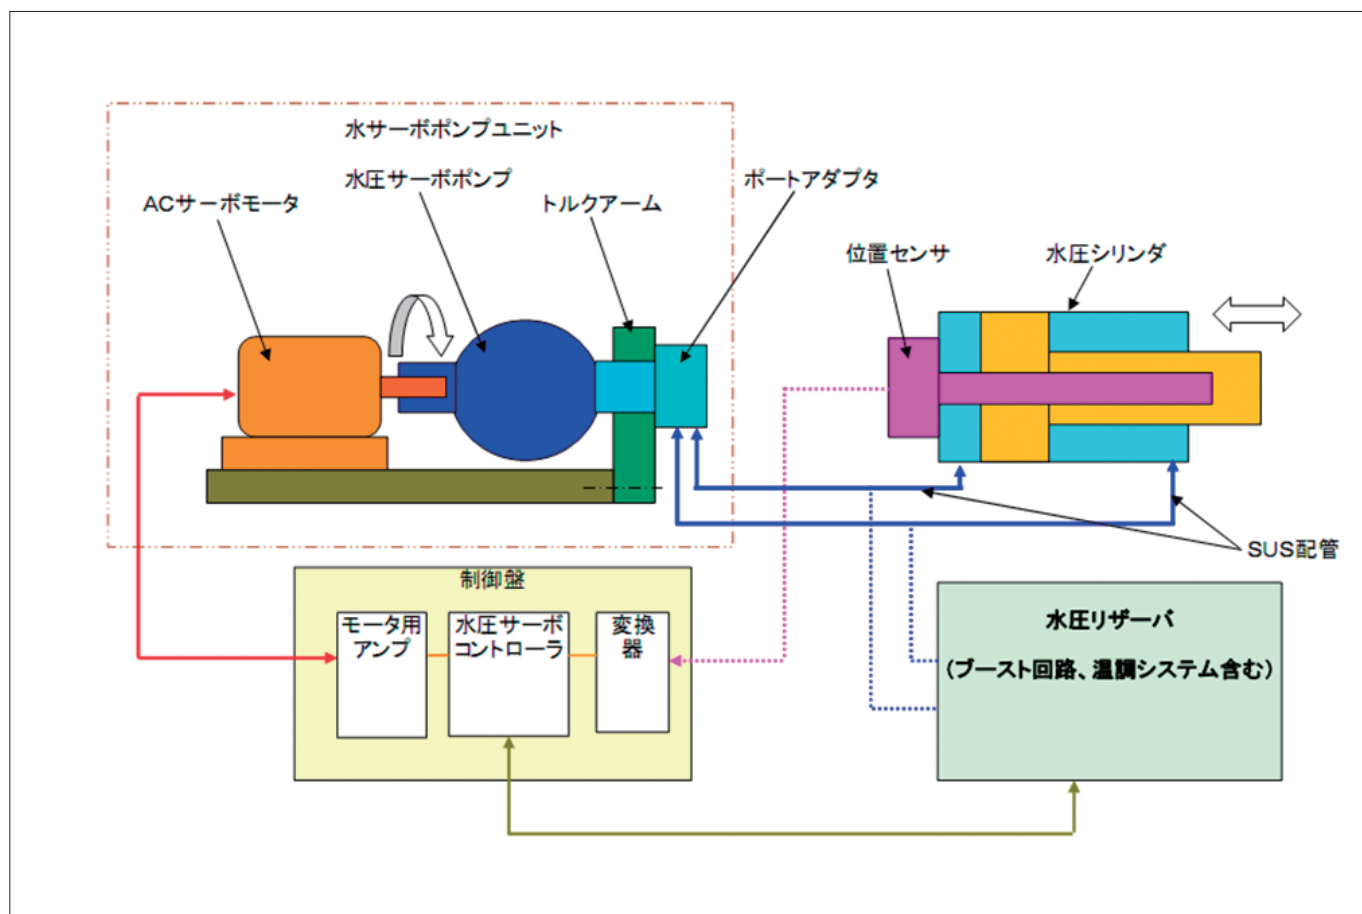 水サーボポンプユニット
水圧サーボポンプ
ポートアダプタ
ACサーボモータ
トルクアーム
位置センサ
水圧シリンダ
SUS配管
制御盤
モータ用
アンプ
水圧サーボ
コントローラ
変換
器
水圧リザーバ
(ブースト回路、温調システム含む)